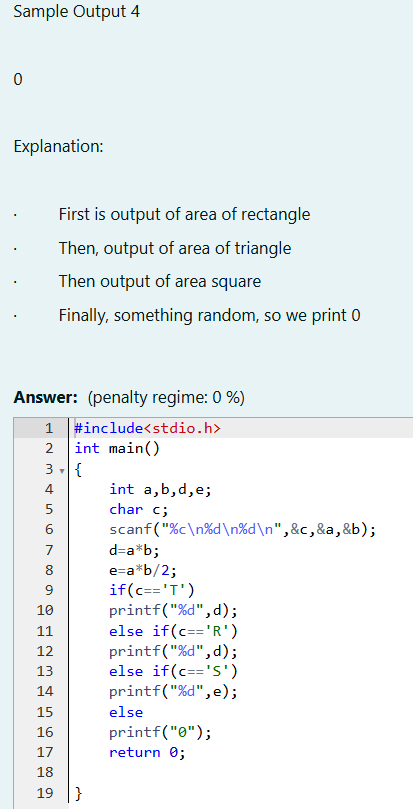 Sample Output 4
0
Explanation:
· First is output of area of rectangle
· Then, output of area of triangle
· Then output of area square
· Finally, something random, so we print 0
Answer: (penalty regime: 0 %)
1 #include<stdio.h>
2 int main()
3 {
4 int a,b,d,e;
5 char c;
6 scanf("%c\n%d\n%d\n",&c,&a,&b);
7 d=a*b;
8 e=a*b/2;
9 if(c=='T')
10 printf("%d",d);
11 else if(c=='R')
12 printf("%d",d);
13 else if(c=='S')
14 printf("%d",e);
15 else
16 printf("0");
17 return 0;
18
19 }